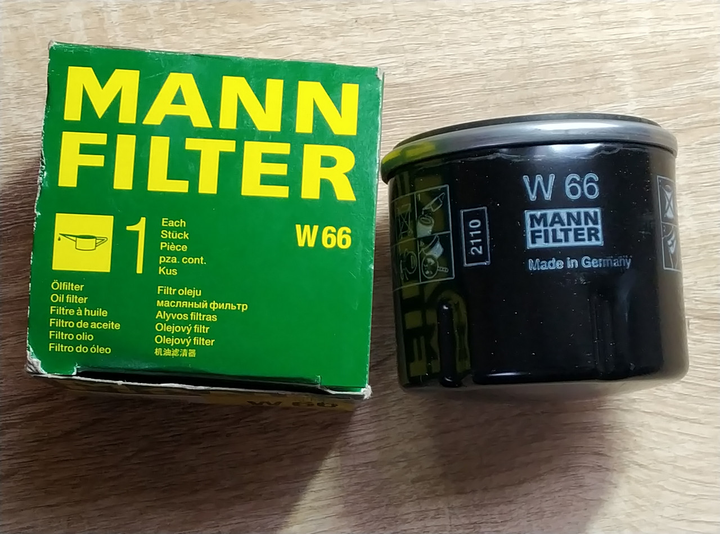 MANN
FILTER
W 66
1
Each
Stück
Pièce
pza. cont.
Kus
Ölfilter
Oil filter
Filtre à huile
Filtro de aceite
Filtro olio
Filtro do óleo
Filtr oleju
масляный фильтр
Alyvos filtras
Olejový filtr
Olejový filter
机油滤清器
W 66
W 66
MANN
FILTER
Made in Germany
2110